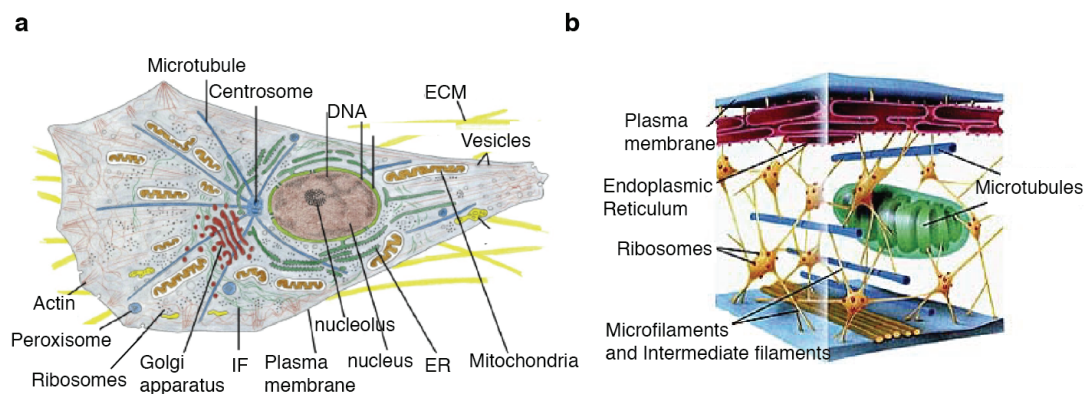 a
Microtubule
Centrosome
DNA
ECM
Vesicles
Actin
Peroxisome
Ribosomes
Golgi
apparatus
IF
Plasma
membrane
nucleolus
nucleus
ER
Mitochondria
b
Plasma
membrane
Endoplasmic
Reticulum
Ribosomes
Microtubules
Microfilaments
and Intermediate filaments